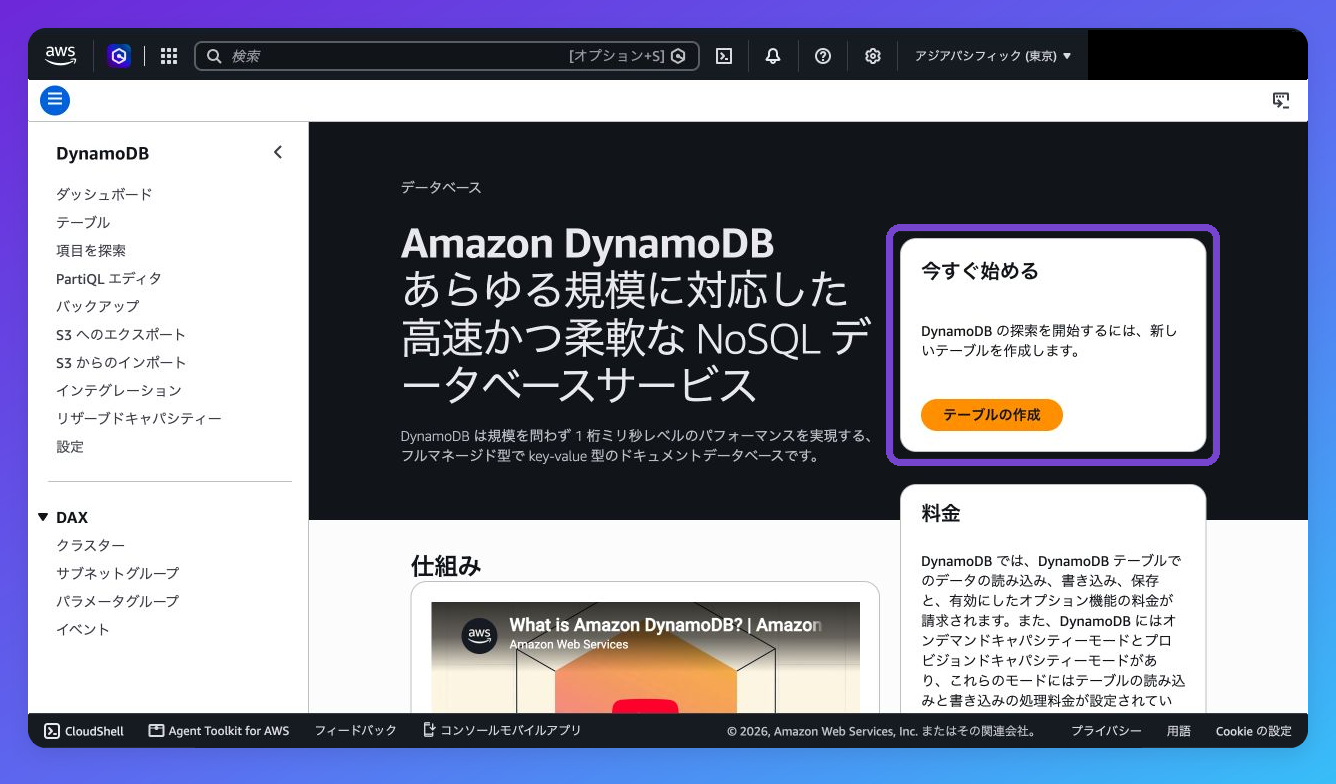 aws
検索
[オプション+S]
アジアパシフィック (東京)
DynamoDB
ダッシュボード
テーブル
項目を探索
PartiQL エディタ
バックアップ
S3 へのエクスポート
S3 からのインポート
インテグレーション
リザーブドキャパシティー
設定
DAX
クラスター
サブネットグループ
パラメータグループ
イベント
データベース
Amazon DynamoDB
あらゆる規模に対応した
高速かつ柔軟な NoSQL デ
ータベースサービス
DynamoDB は規模を問わず 1 桁ミリ秒レベルのパフォーマンスを実現する、
フルマネージド型で key-value 型のドキュメントデータベースです。
今すぐ始める
DynamoDB の探索を開始するには、新し
いテーブルを作成します。
テーブルの作成
仕組み
aws
What is Amazon DynamoDB? | Amazon
Amazon Web Services
料金
DynamoDB では、DynamoDB テーブルで
のデータの読み込み、書き込み、保存
と、有効にしたオプション機能の料金が
請求されます。また、DynamoDB にはオ
ンデマンドキャパシティーモードとプロ
ビジョンドキャパシティーモードがあ
り、これらのモードにはテーブルの読み込
みと書き込みの処理料金が設定されてい
CloudShell
Agent Toolkit for AWS
フィードバック
コンソールモバイルアプリ
© 2026, Amazon Web Services, Inc. またはその関連会社。
プライバシー
用語
Cookie の設定